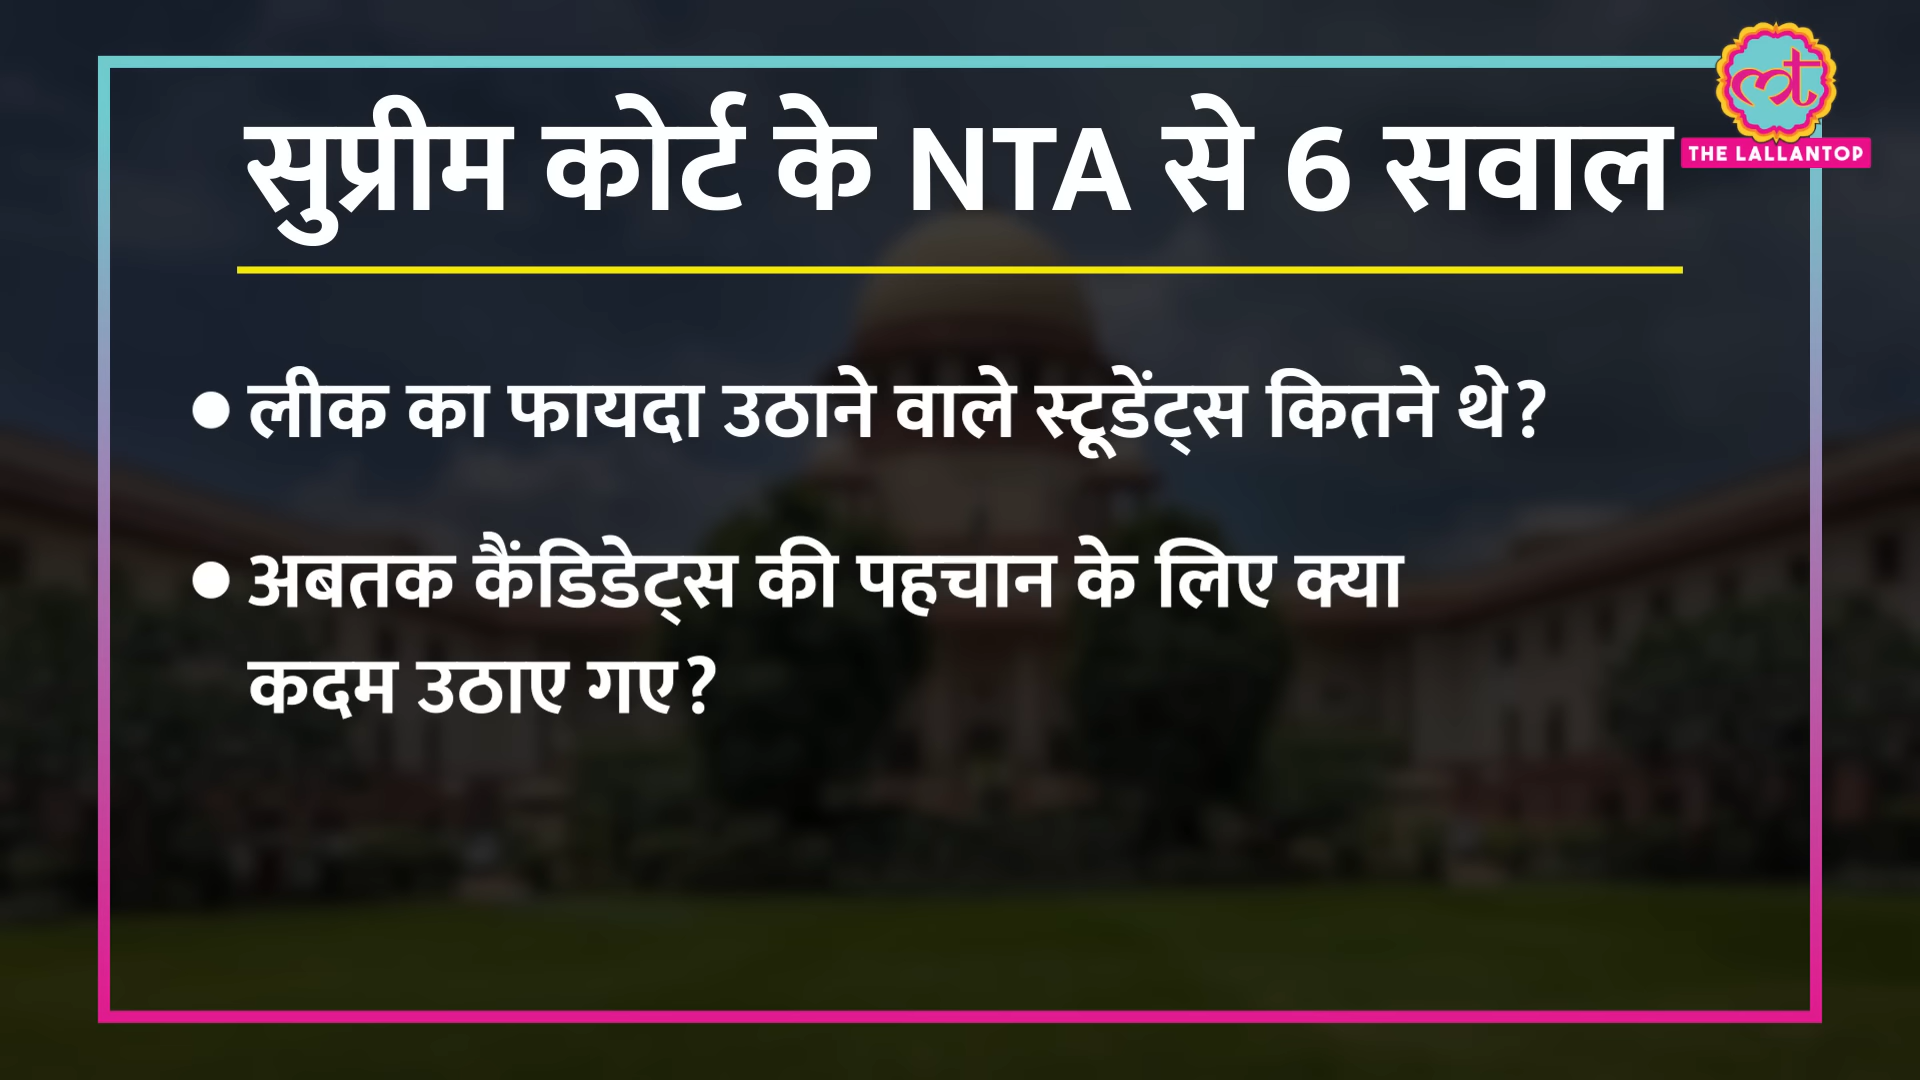 सुप्रीम कोर्ट के NTA से 6 सवाल
THE LALLANTOP
• लीक का फायदा उठाने वाले स्टूडेंट्स कितने थे?
• अबतक कैंडिडेट्स की पहचान के लिए क्या
कदम उठाए गए?